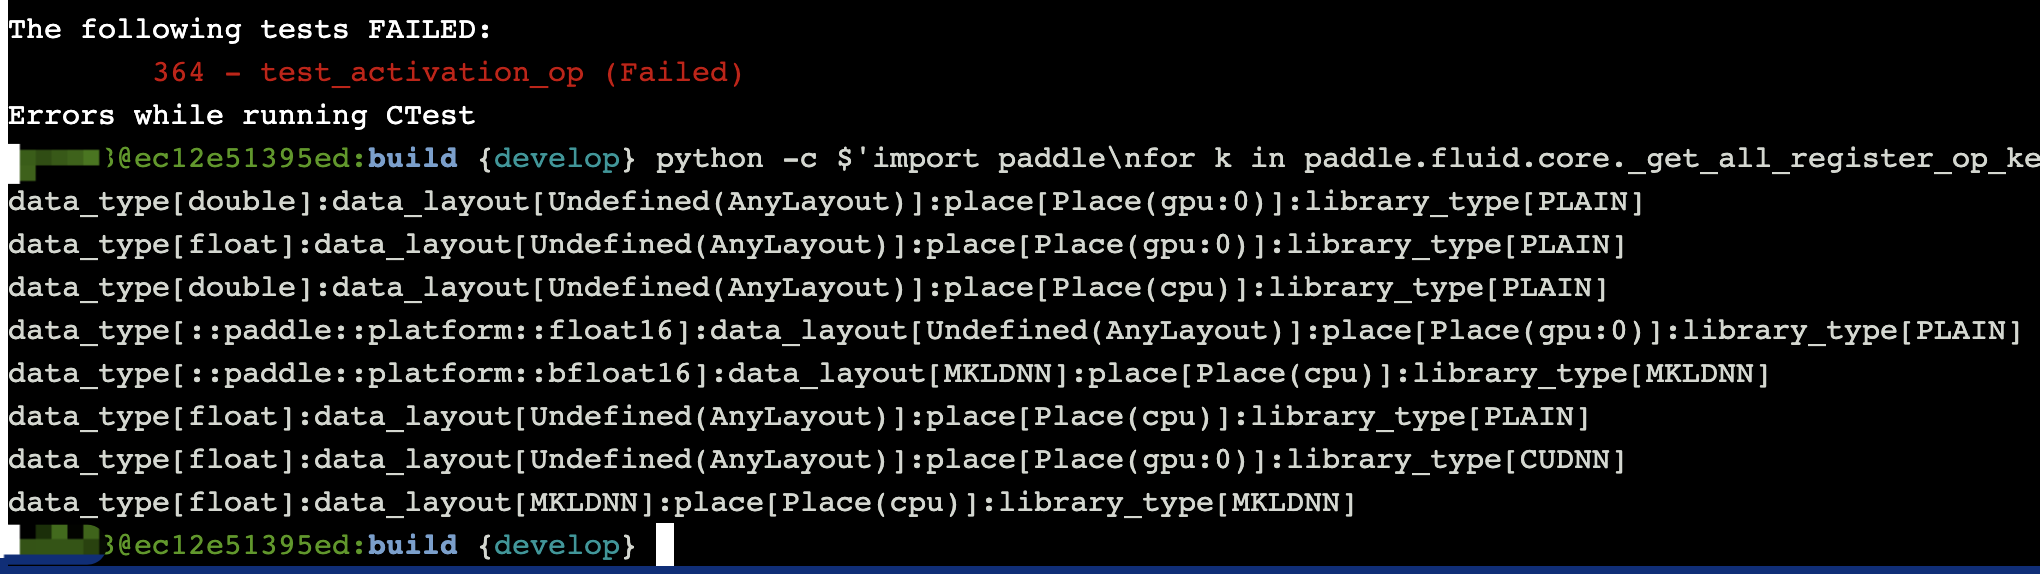 The following tests FAILED:
364 - test_activation_op (Failed)
Errors while running CTest
3@ec12e51395ed:build {develop} python -c $'import paddle\nfor k in paddle.fluid.core._get_all_register_op_ke
data_type[double]:data_layout[Undefined(AnyLayout)]:place[Place(gpu:0)]:library_type[PLAIN]
data_type[float]:data_layout[Undefined(AnyLayout)]:place[Place(gpu:0)]:library_type[PLAIN]
data_type[double]:data_layout[Undefined(AnyLayout)]:place[Place(cpu)]:library_type[PLAIN]
data_type[::paddle::platform::float16]:data_layout[Undefined(AnyLayout)]:place[Place(gpu:0)]:library_type[PLAIN]
data_type[::paddle::platform::bfloat16]:data_layout[MKLDNN]:place[Place(cpu)]:library_type[MKLDNN]
data_type[float]:data_layout[Undefined(AnyLayout)]:place[Place(cpu)]:library_type[PLAIN]
data_type[float]:data_layout[Undefined(AnyLayout)]:place[Place(gpu:0)]:library_type[CUDNN]
data_type[float]:data_layout[MKLDNN]:place[Place(cpu)]:library_type[MKLDNN]
3@ec12e51395ed:build {develop}